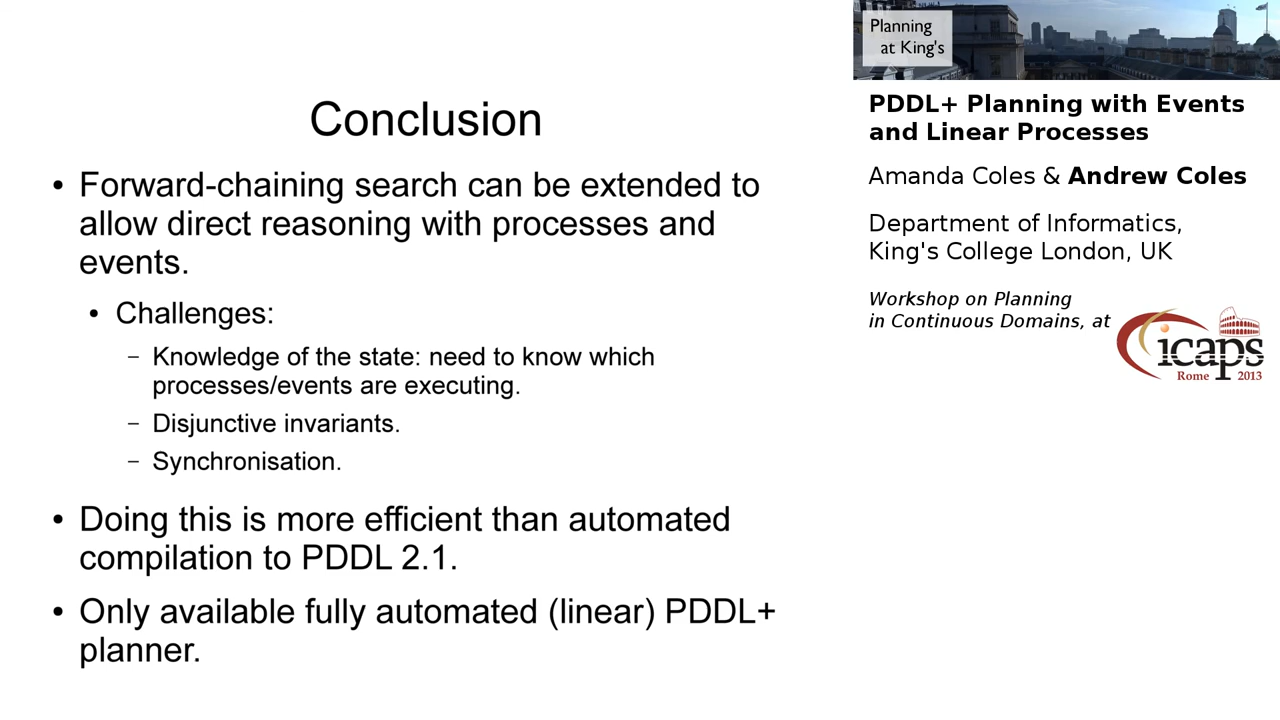 Conclusion
• Forward-chaining search can be extended to
allow direct reasoning with processes and
events.
• Challenges:
– Knowledge of the state: need to know which
processes/events are executing.
– Disjunctive invariants.
– Synchronisation.
• Doing this is more efficient than automated
compilation to PDDL 2.1.
• Only available fully automated (linear) PDDL+
planner.
Planning
at King's
PDDL+ Planning with Events
and Linear Processes
Amanda Coles & Andrew Coles
Department of Informatics,
King's College London, UK
Workshop on Planning
in Continuous Domains, at
icaps
Rome 2013